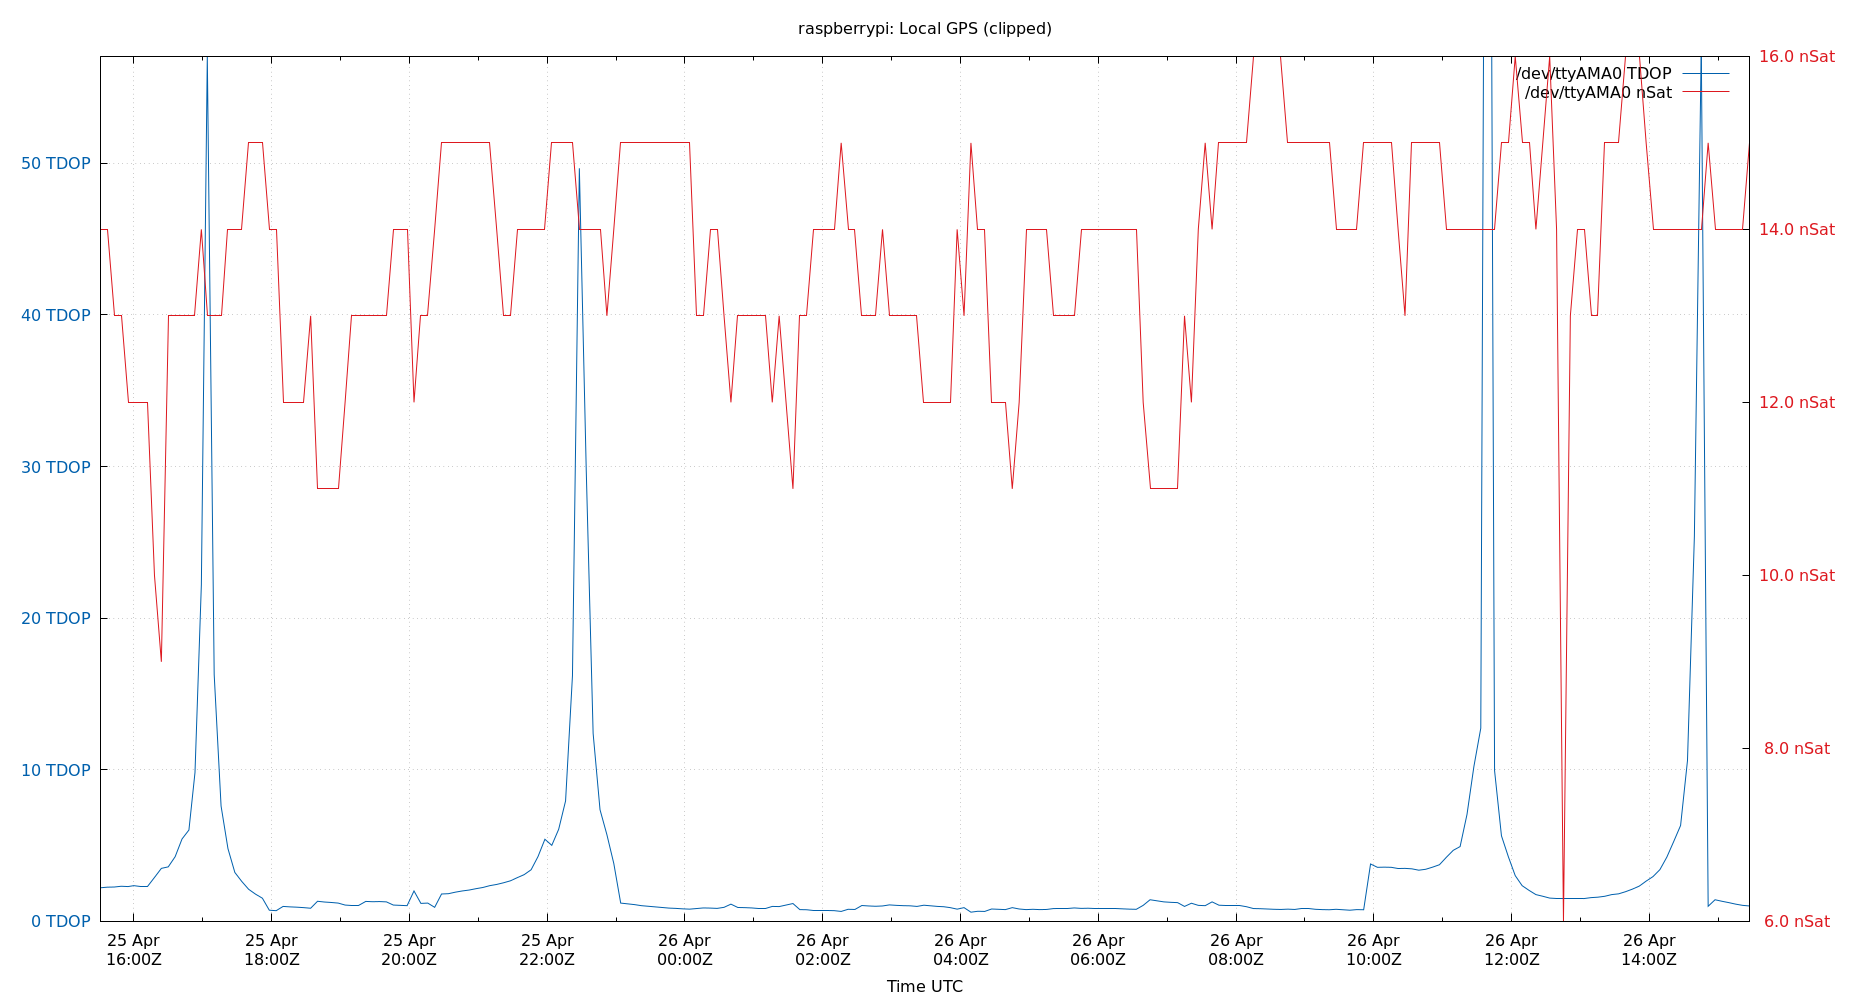 raspberrypi: Local GPS (clipped)
16.0 nSat
/dev/ttyAMA0 TDOP
/dev/ttyAMA0 nSat
50 TDOP
14.0 nSat
40 TDOP
12.0 nSat
30 TDOP
10.0 nSat
20 TDOP
8.0 nSat
10 TDOP
0 TDOP
6.0 nSat
25 Apr
16:00Z
25 Apr
18:00Z
25 Apr
20:00Z
25 Apr
22:00Z
26 Apr
00:00Z
26 Apr
02:00Z
26 Apr
04:00Z
26 Apr
06:00Z
26 Apr
08:00Z
26 Apr
10:00Z
26 Apr
12:00Z
26 Apr
14:00Z
Time UTC